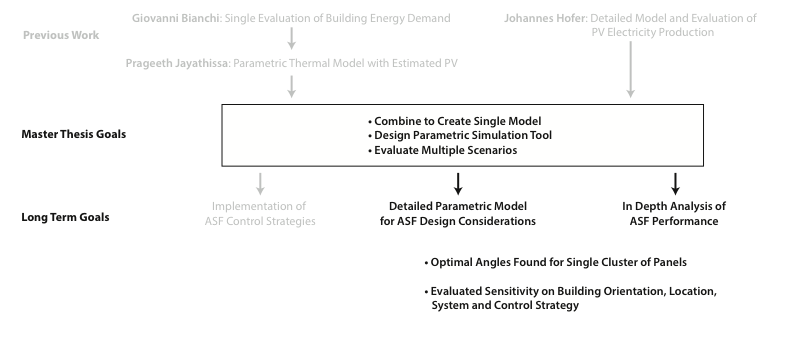 Previous Work
Giovanni Bianchi: Single Evaluation of Building Energy Demand
Johannes Hofer: Detailed Model and Evaluation of
PV Electricity Production
Prageeth Jayathissa: Parametric Thermal Model with Estimated PV
Master Thesis Goals
• Combine to Create Single Model
• Design Parametric Simulation Tool
• Evaluate Multiple Scenarios
Long Term Goals
Implementation of
ASF Control Strategies
Detailed Parametric Model
for ASF Design Considerations
In Depth Analysis of
ASF Performance
• Optimal Angles Found for Single Cluster of Panels
• Evaluated Sensitivity on Building Orientation, Location,
System and Control Strategy